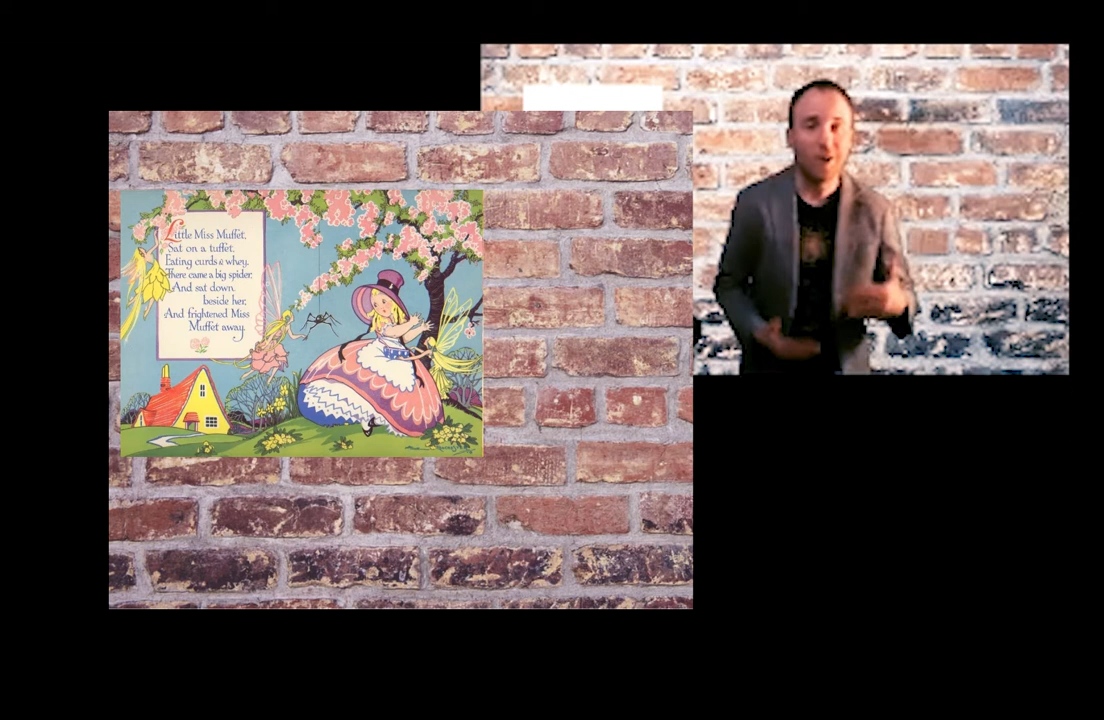 Little Miss Muffet,
Sat on a tuffet,
Eating curds & whey,
There came a big spider,
And sat down
beside her,
And frightened Miss
Muffet away.